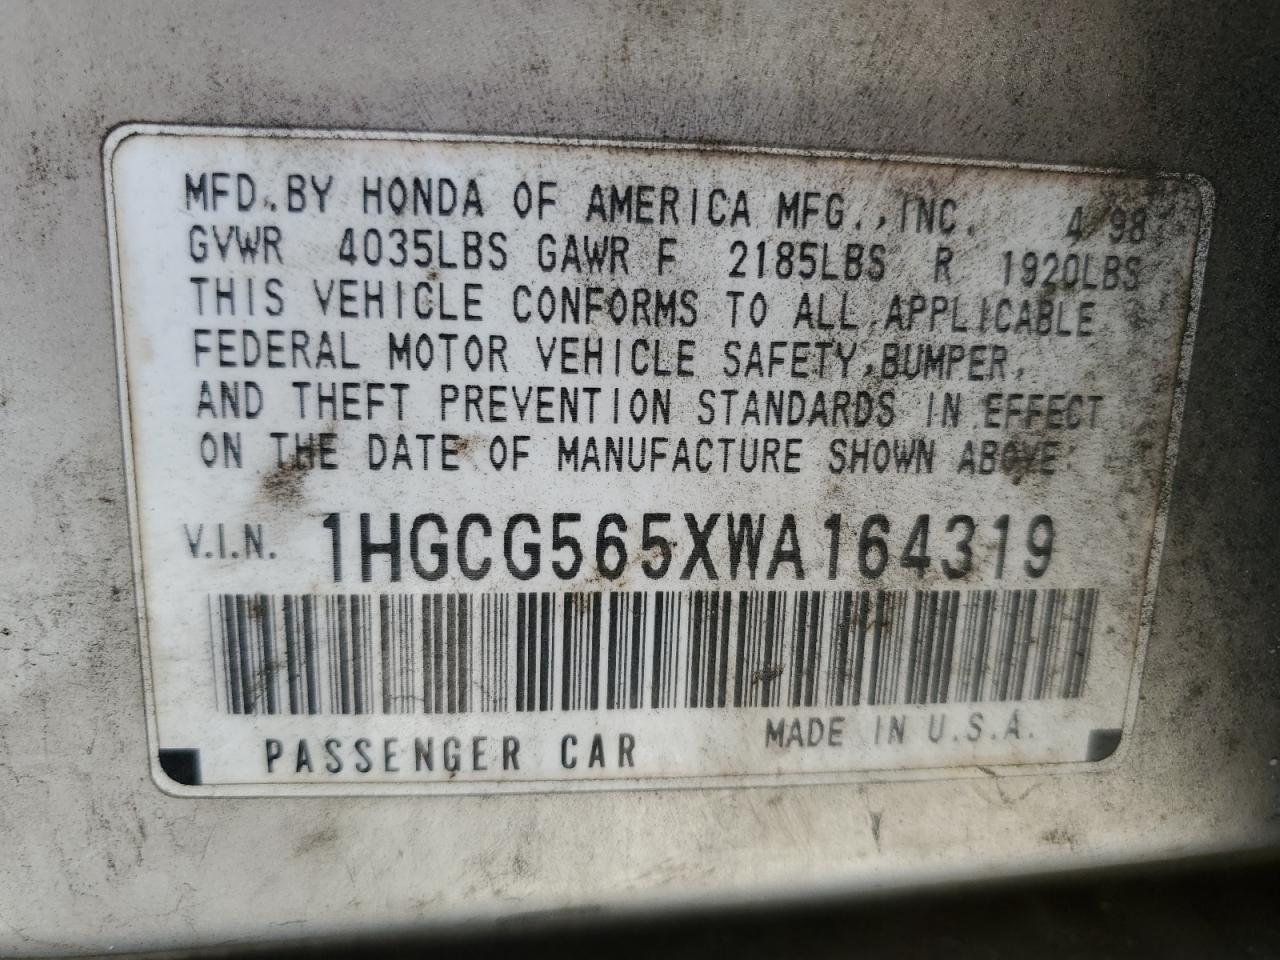 MFD. BY HONDA OF AMERICA MFG., INC. 4/98
GVWR 4035LBS GAWR F 2185LBS R 1920LBS
THIS VEHICLE CONFORMS TO ALL APPLICABLE
FEDERAL MOTOR VEHICLE SAFETY, BUMPER,
AND THEFT PREVENTION STANDARDS IN EFFECT
ON THE DATE OF MANUFACTURE SHOWN ABOVE.
V.I.N. 1HGCG565XWA164319
PASSENGER CAR MADE IN U.S.A.